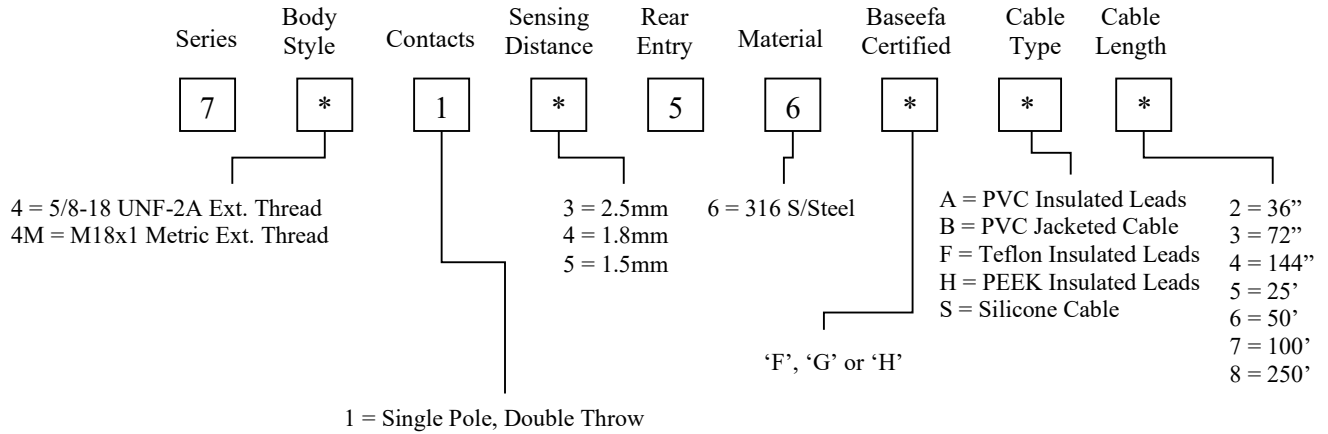 Series
Body
Style
Contacts
Sensing
Distance
Rear
Entry
Material
Baseefa
Certified
Cable
Type
Cable
Length
7 * 1 * 5 6 * * *
4 = 5/8-18 UNF-2A Ext. Thread
4M = M18x1 Metric Ext. Thread
3 = 2.5mm
4 = 1.8mm
5 = 1.5mm
6 = 316 S/Steel
A = PVC Insulated Leads
B = PVC Jacketed Cable
F = Teflon Insulated Leads
H = PEEK Insulated Leads
S = Silicone Cable
2 = 36”
3 = 72”
4 = 144”
5 = 25’
6 = 50’
7 = 100’
8 = 250’
‘F’, ‘G’ or ‘H’
1 = Single Pole, Double Throw